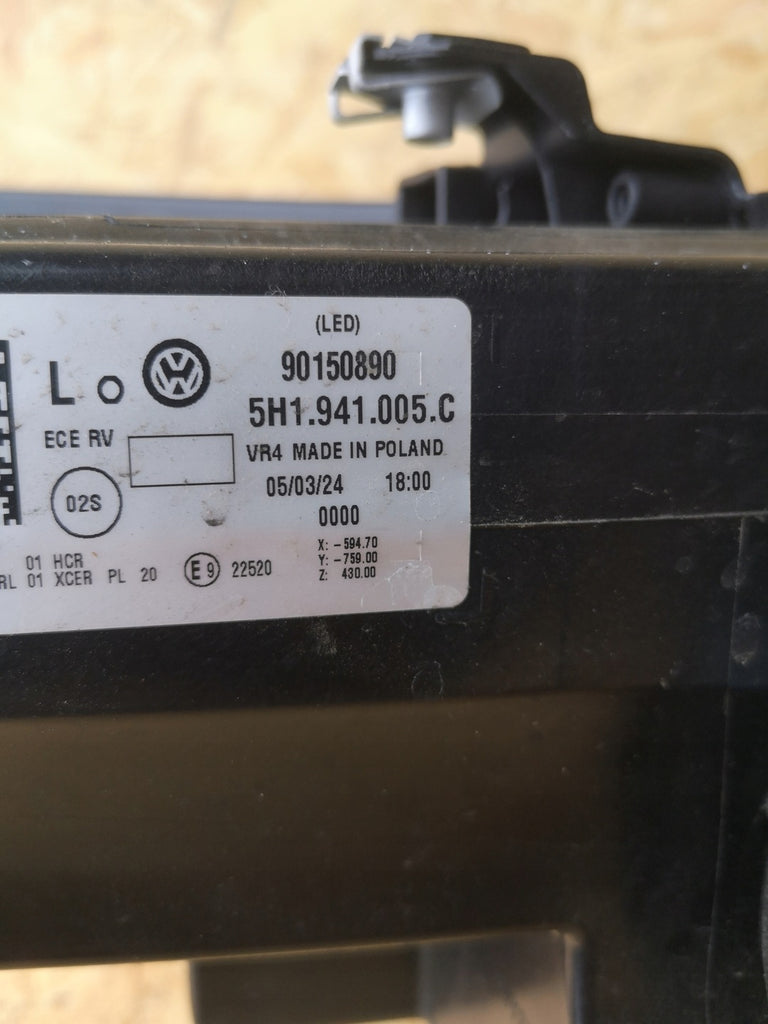 (LED)
90150890
L
5H1.941.005.C
ECE RV
VR4 MADE IN POLAND
05/03/24 18:00
02S
0000
01 HCR
RL 01 XCER PL 20
E9 22520
X: -594.70
Y: -759.00
Z: 430.00